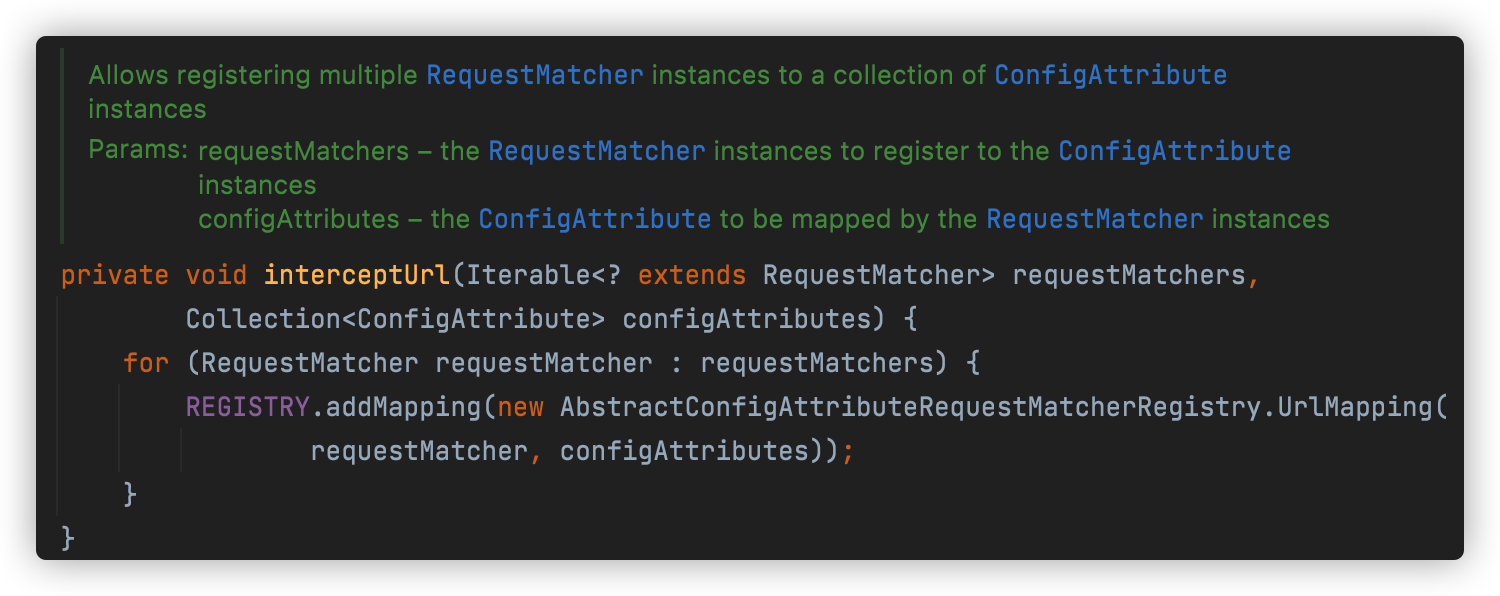 Allows registering multiple RequestMatcher instances to a collection of ConfigAttribute
instances
Params: requestMatchers – the RequestMatcher instances to register to the ConfigAttribute
instances
configAttributes – the ConfigAttribute to be mapped by the RequestMatcher instances
private void interceptUrl(Iterable<? extends RequestMatcher> requestMatchers,
        Collection<ConfigAttribute> configAttributes) {
    for (RequestMatcher requestMatcher : requestMatchers) {
        REGISTRY.addMapping(new AbstractConfigAttributeRequestMatcherRegistry.UrlMapping(
                requestMatcher, configAttributes));
    }
}